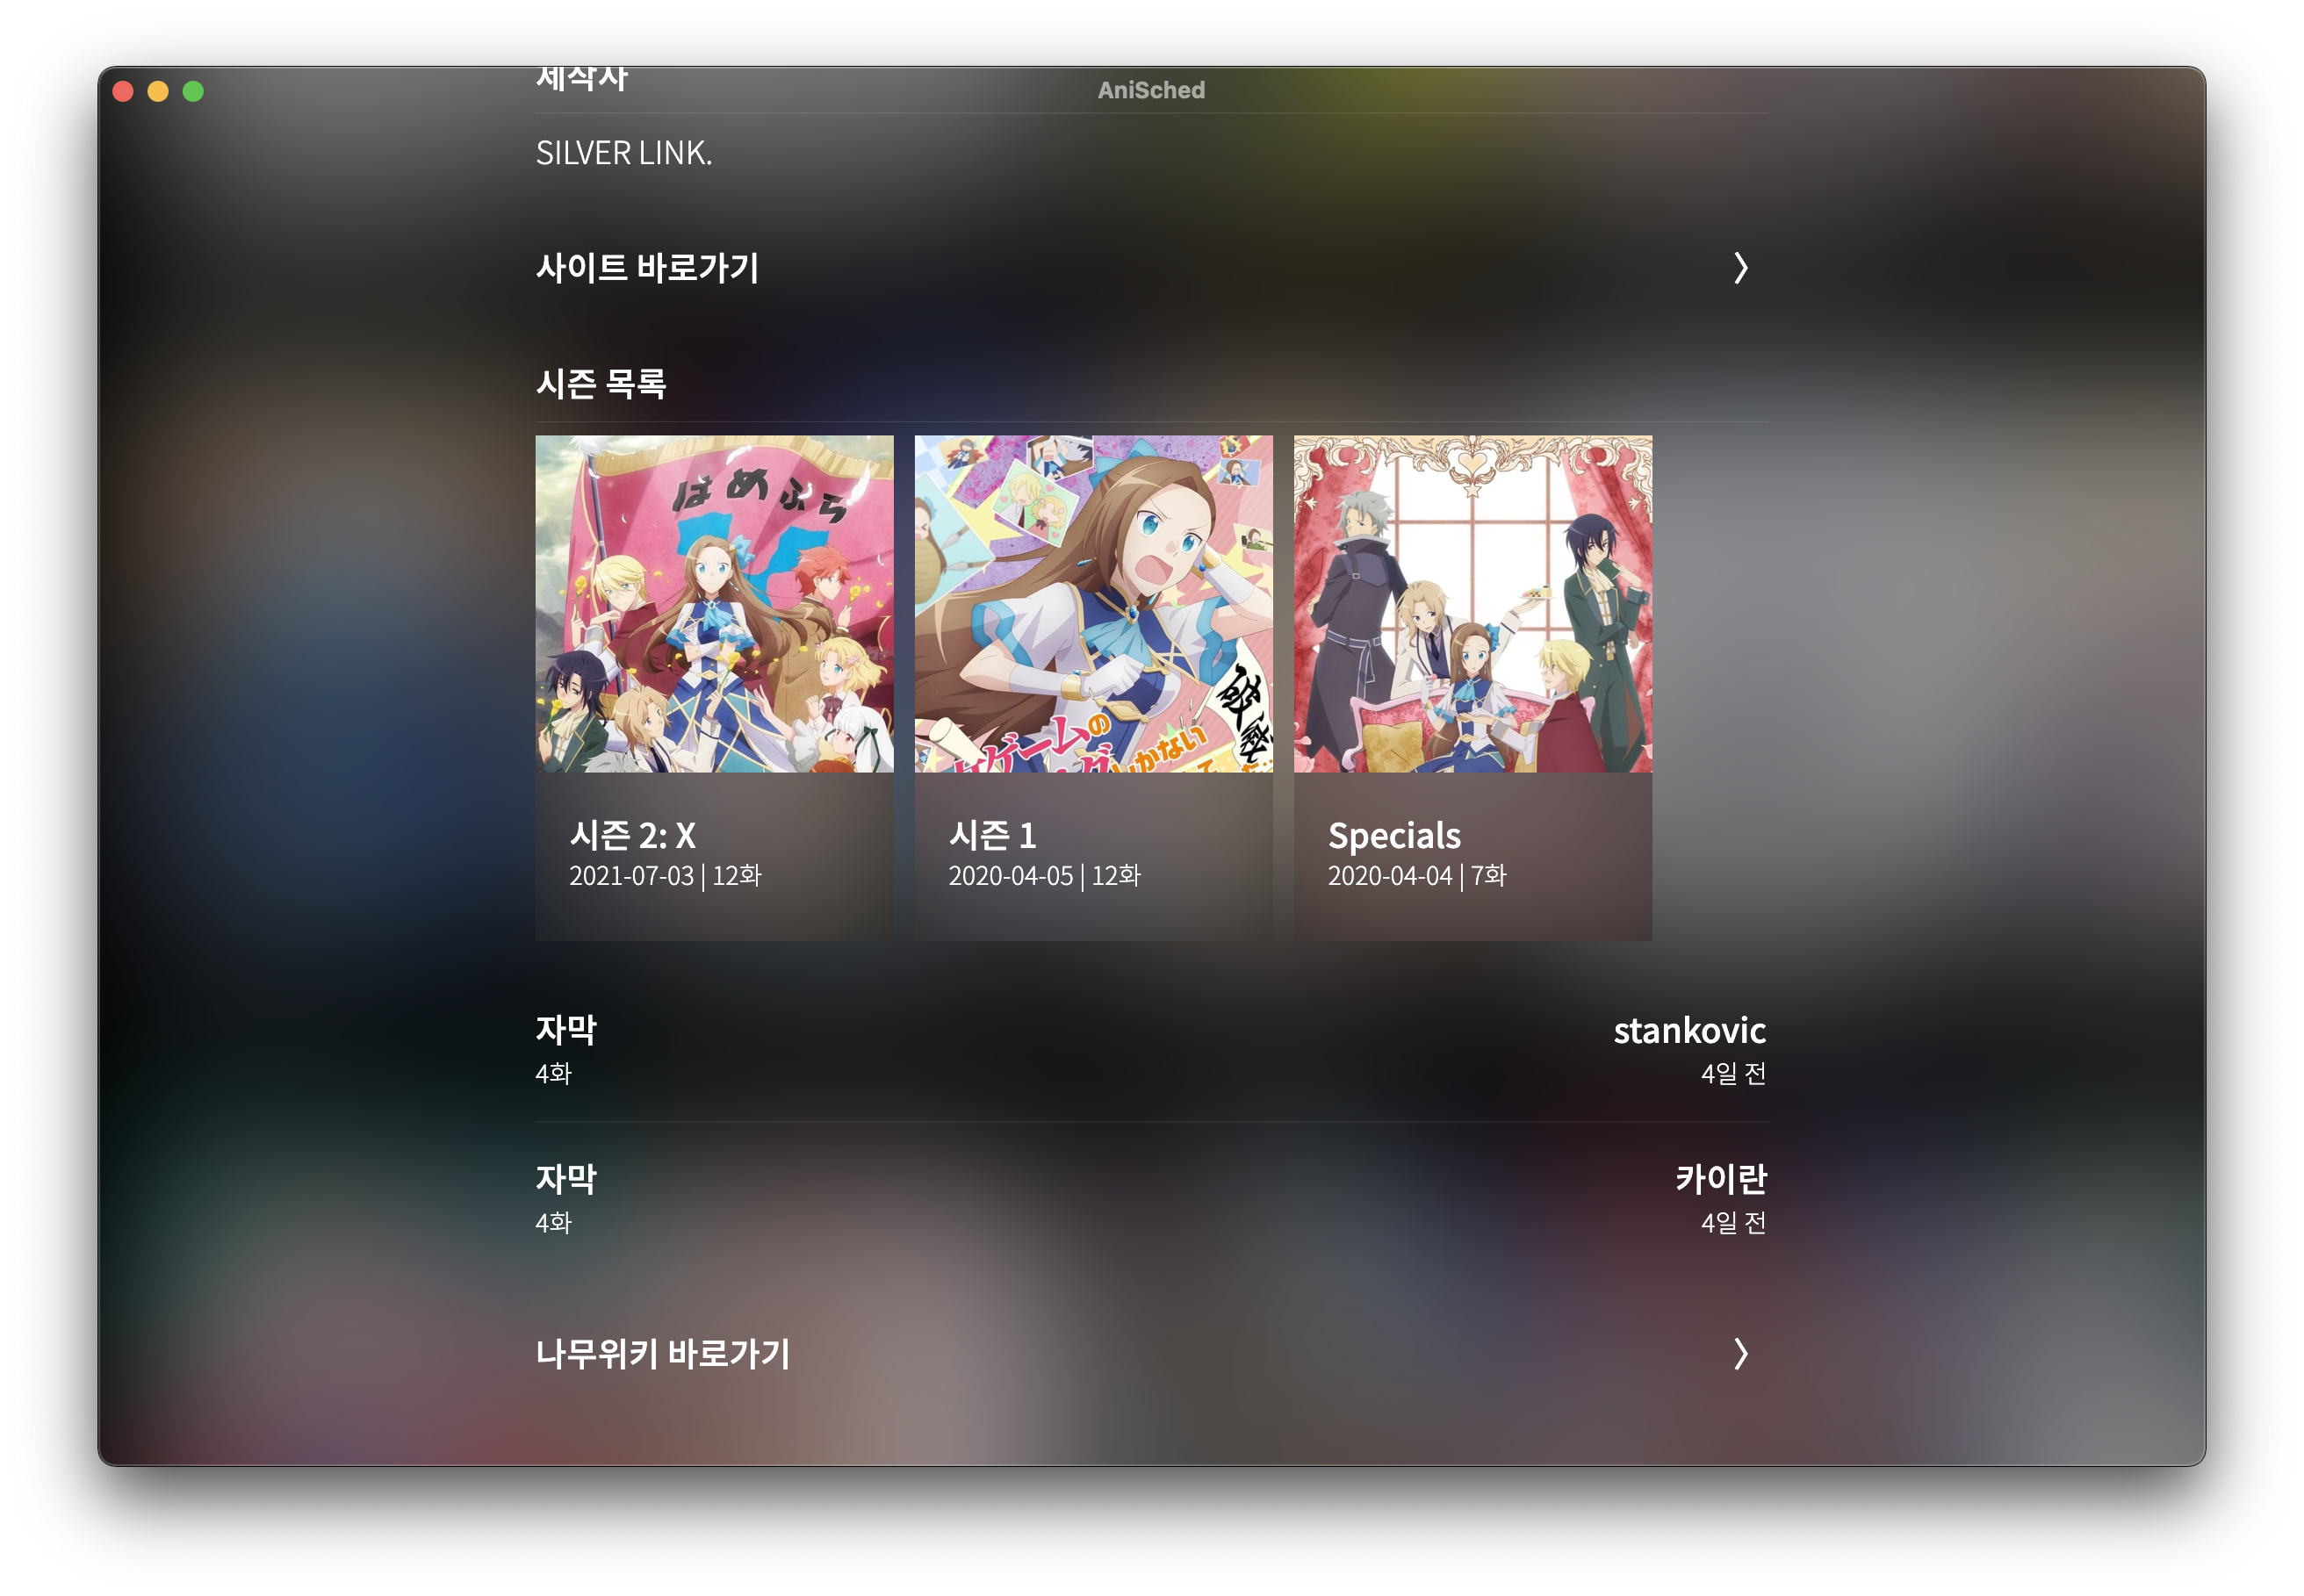 제작사
AniSched
SILVER LINK.
사이트 바로가기
시즌 목록
はめふら
ゲームの
しかない
시즌 2: X
2021-07-03 | 12화
시즌 1
2020-04-05 | 12화
Specials
2020-04-04 | 7화
자막
stankovic
4화
4일 전
자막
카이란
4화
4일 전
나무위키 바로가기